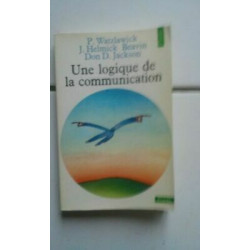 P. Watzlawick
J. Helmick Beavin
Don D. Jackson
Une logique de
la communication